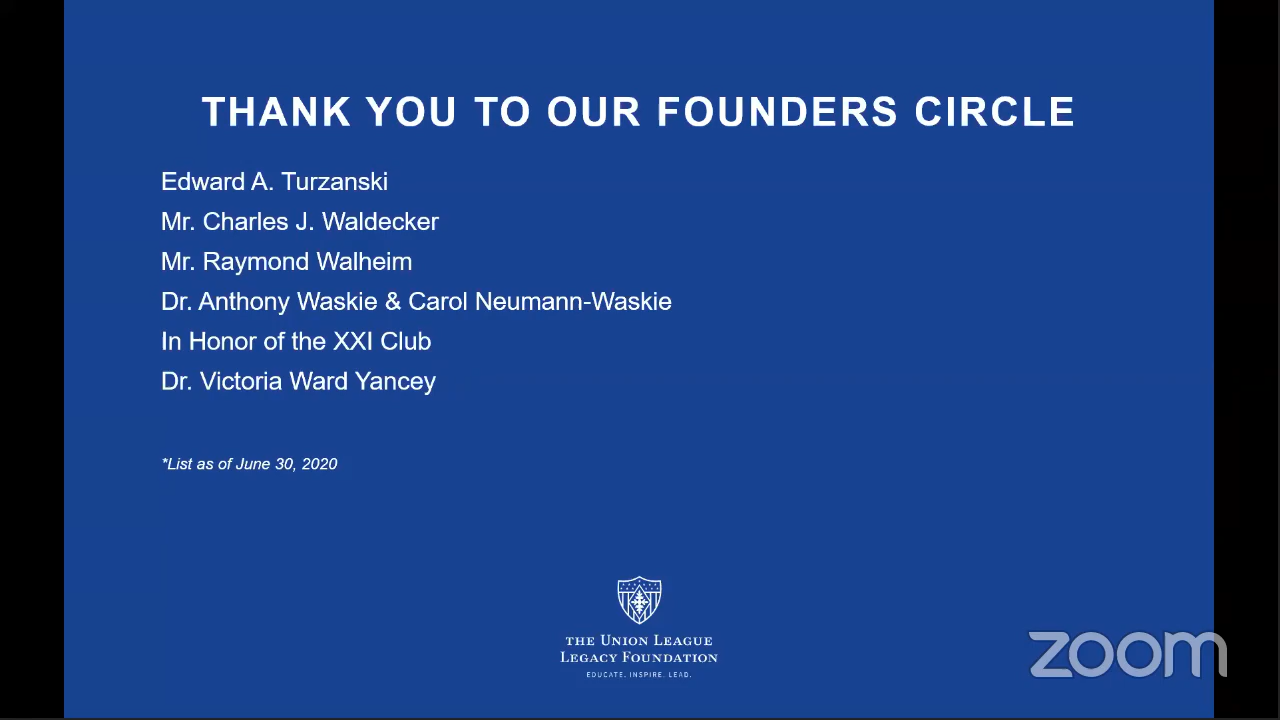 THANK YOU TO OUR FOUNDERS CIRCLE
Edward A. Turzanski
Mr. Charles J. Waldecker
Mr. Raymond Walheim
Dr. Anthony Waskie & Carol Neumann-Waskie
In Honor of the XXI Club
Dr. Victoria Ward Yancey
*List as of June 30, 2020
THE UNION LEAGUE
LEGACY FOUNDATION
EDUCATE. INSPIRE. LEAD.
zoom